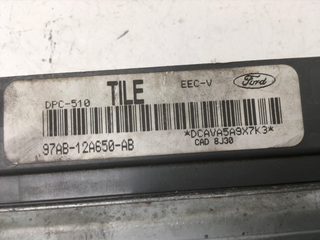 DPC-510 TILE EEC-V Ford
*DCAVA5A9X7K3*
97AB-12A650-AB CAD 8J30